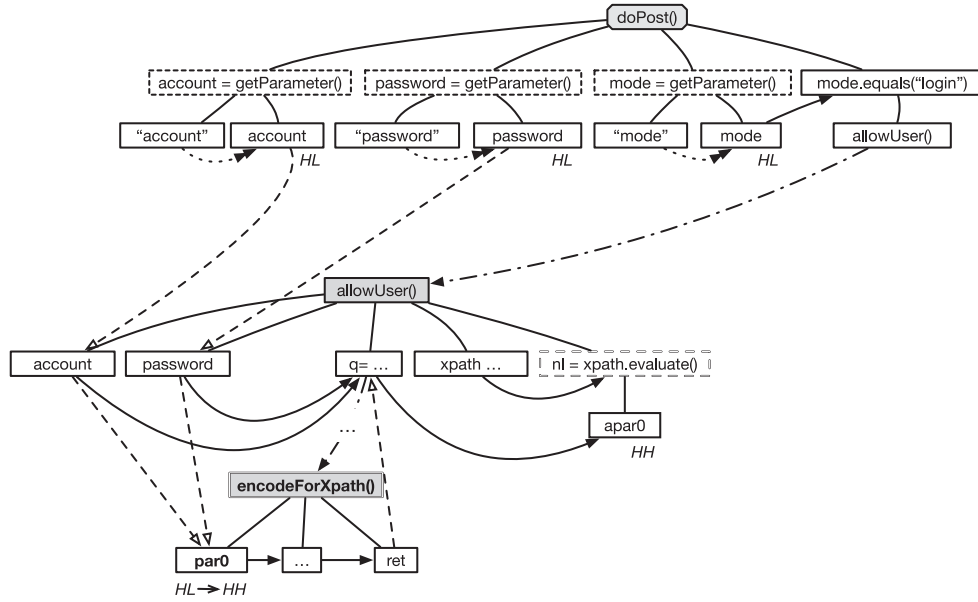 doPost()
account = getParameter()
password = getParameter()
mode = getParameter()
mode.equals(“login”)
“account”
account
“password”
password
“mode”
mode
allowUser()
HL
HL
HL
allowUser()
account
password
q= ...
xpath ...
nl = xpath.evaluate()
...
apar0
HH
encodeForXpath()
par0
...
ret
HL → HH